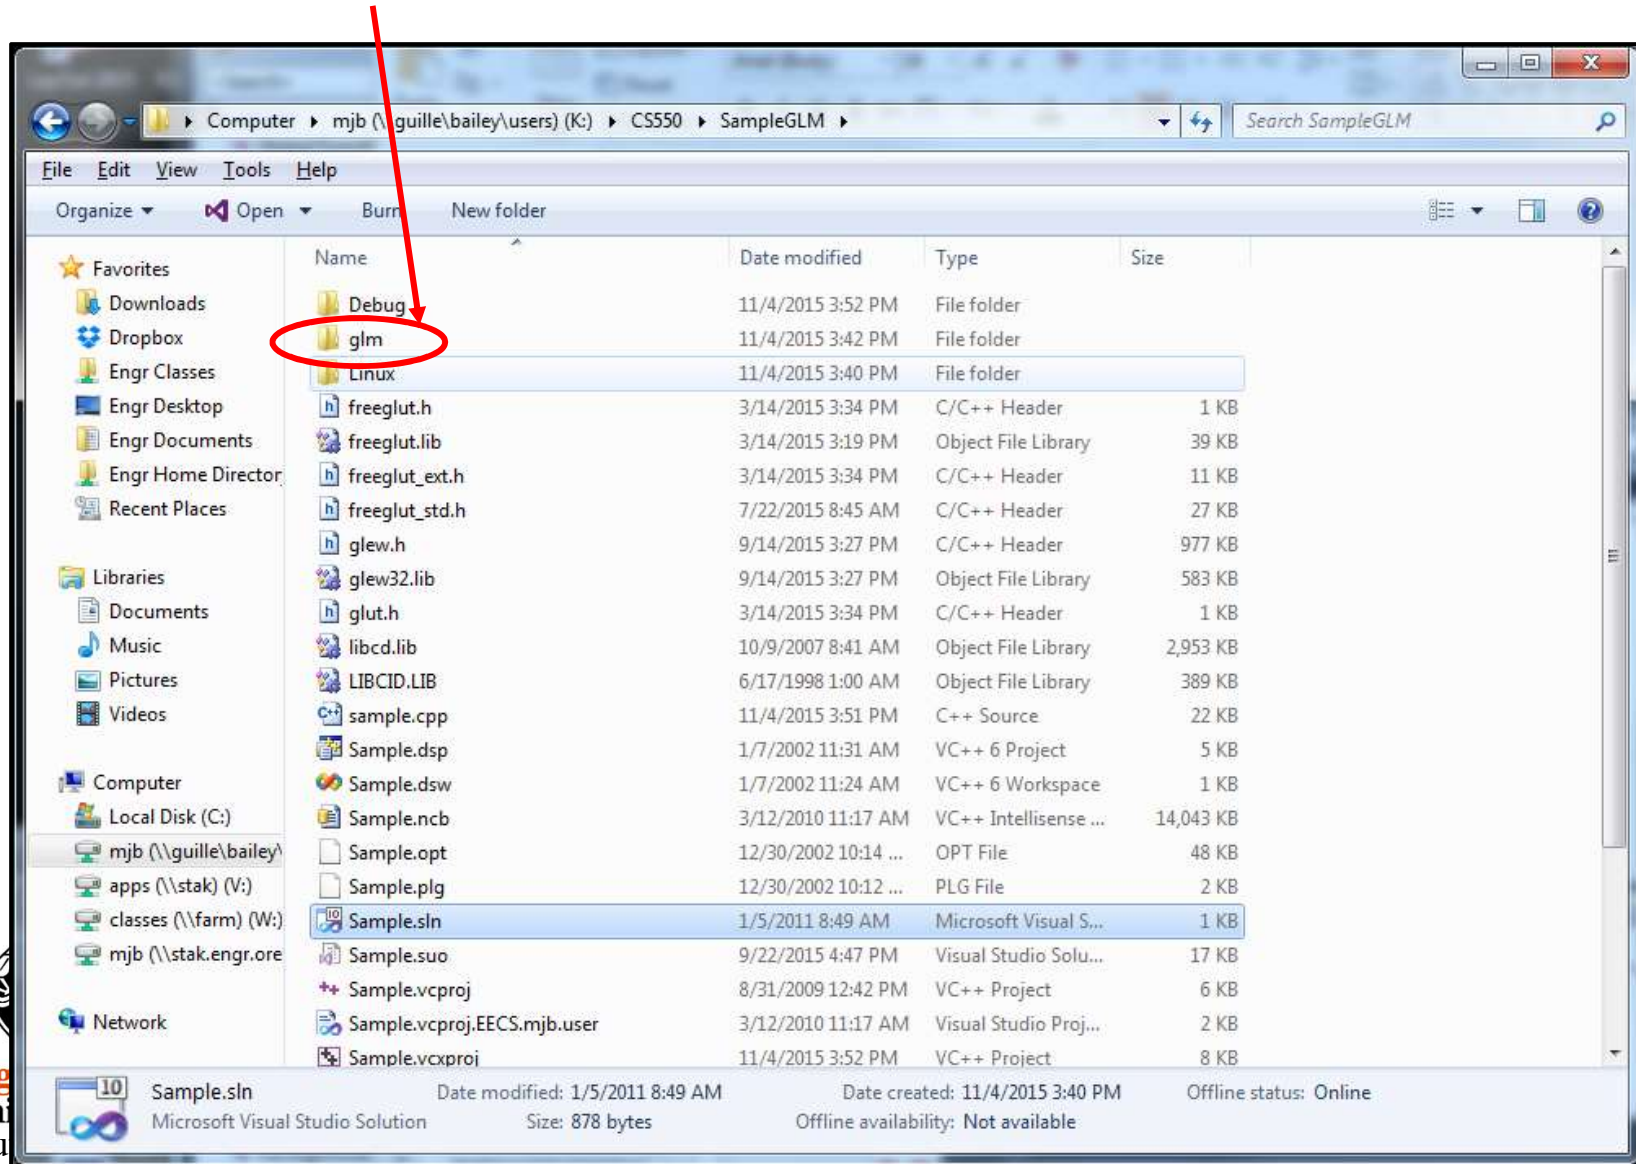 Computer ▸ mjb (\\guille\bailey\users) (K:) ▸ CS550 ▸ SampleGLM ▸ Search SampleGLM
File Edit View Tools Help
Organize Open Burn New folder
Name Date modified Type Size
Favorites
Downloads
Dropbox
Engr Classes
Engr Desktop
Engr Documents
Engr Home Director
Recent Places
Libraries
Documents
Music
Pictures
Videos
Computer
Local Disk (C:)
mjb (\\guille\bailey\
apps (\\stak) (V:)
classes (\\farm) (W:)
mjb (\\stak.engr.ore
Network
Debug 11/4/2015 3:52 PM File folder
glm 11/4/2015 3:42 PM File folder
Linux 11/4/2015 3:40 PM File folder
freeglut.h 3/14/2015 3:34 PM C/C++ Header 1 KB
freeglut.lib 3/14/2015 3:19 PM Object File Library 39 KB
freeglut_ext.h 3/14/2015 3:34 PM C/C++ Header 11 KB
freeglut_std.h 7/22/2015 8:45 AM C/C++ Header 27 KB
glew.h 9/14/2015 3:27 PM C/C++ Header 977 KB
glew32.lib 9/14/2015 3:27 PM Object File Library 583 KB
glut.h 3/14/2015 3:34 PM C/C++ Header 1 KB
libcd.lib 10/9/2007 8:41 AM Object File Library 2,953 KB
LIBCID.LIB 6/17/1998 1:00 AM Object File Library 389 KB
sample.cpp 11/4/2015 3:51 PM C++ Source 22 KB
Sample.dsp 1/7/2002 11:31 AM VC++ 6 Project 5 KB
Sample.dsw 1/7/2002 11:24 AM VC++ 6 Workspace 1 KB
Sample.ncb 3/12/2010 11:17 AM VC++ Intellisense ... 14,043 KB
Sample.opt 12/30/2002 10:14 ... OPT File 48 KB
Sample.plg 12/30/2002 10:12 ... PLG File 2 KB
Sample.sln 1/5/2011 8:49 AM Microsoft Visual S... 1 KB
Sample.suo 9/22/2015 4:47 PM Visual Studio Solu... 17 KB
Sample.vcproj 8/31/2009 12:42 PM VC++ Project 6 KB
Sample.vcproj.EECS.mjb.user 3/12/2010 11:17 AM Visual Studio Proj... 2 KB
Sample.vcxproj 11/4/2015 3:52 PM VC++ Project 8 KB
Sample.sln Date modified: 1/5/2011 8:49 AM Date created: 11/4/2015 3:40 PM Offline status: Online
Microsoft Visual Studio Solution Size: 878 bytes Offline availability: Not available
10